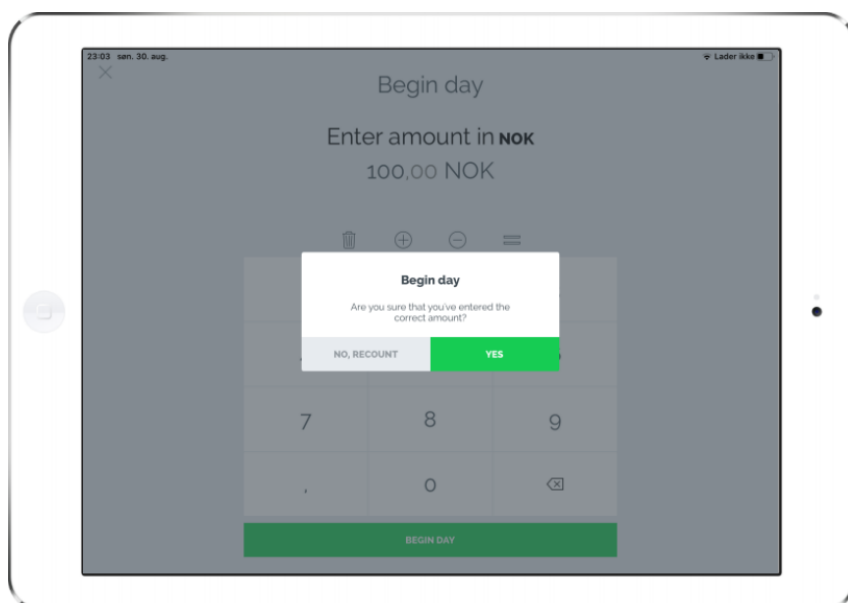 23:03 søn. 30. aug.
Lader ikke
Begin day
Enter amount in NOK
100,00 NOK
Begin day
Are you sure that you've entered the
correct amount?
NO, RECOUNT
YES
7
8
9
,
0
BEGIN DAY